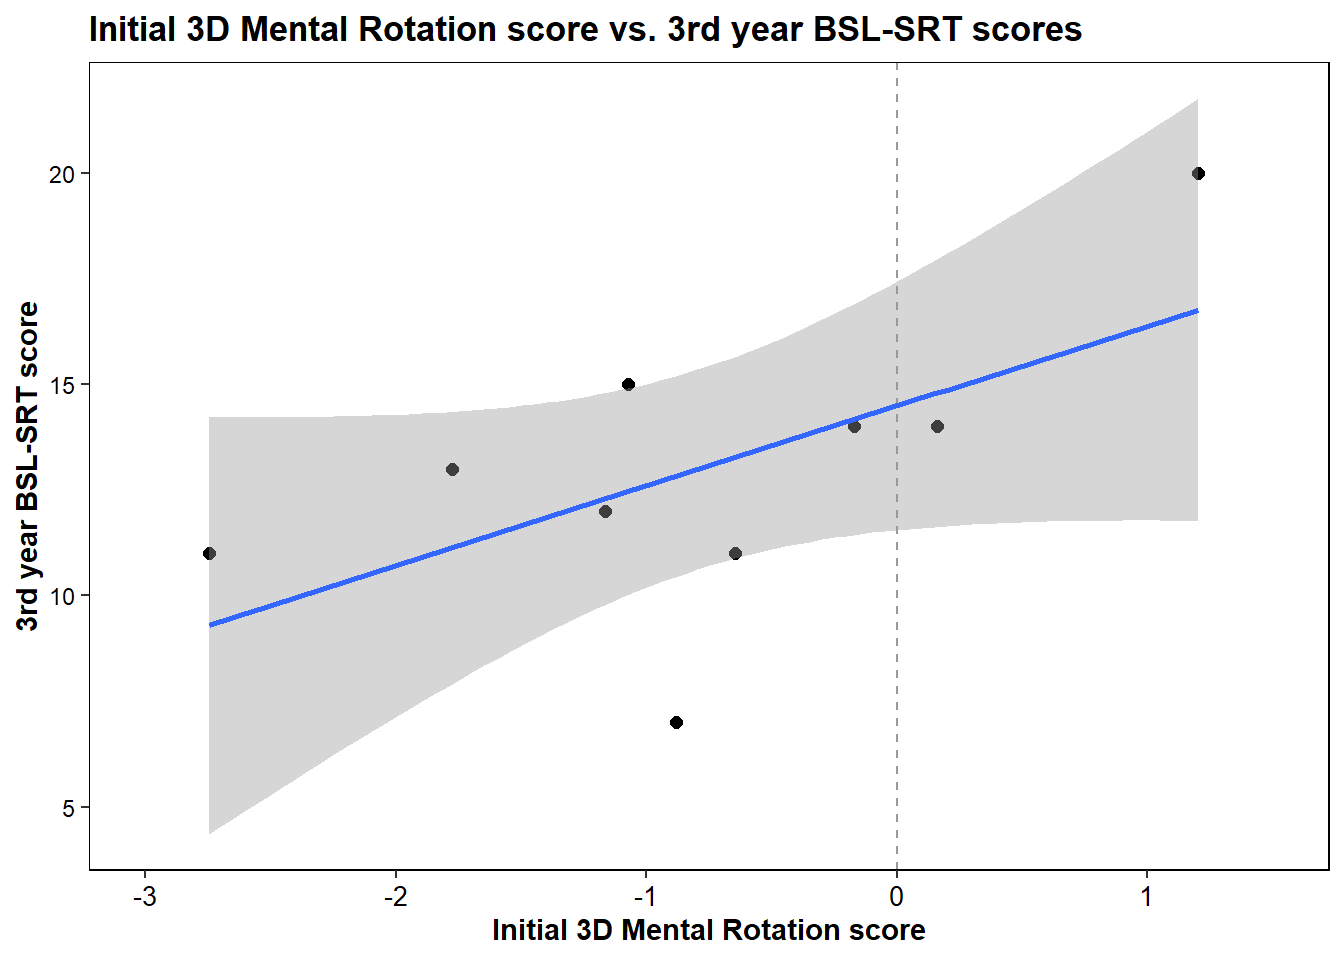 Initial 3D Mental Rotation score vs. 3rd year BSL-SRT scores
20
15
10
5
3rd year BSL-SRT score
-3 -2 -1 0 1
Initial 3D Mental Rotation score